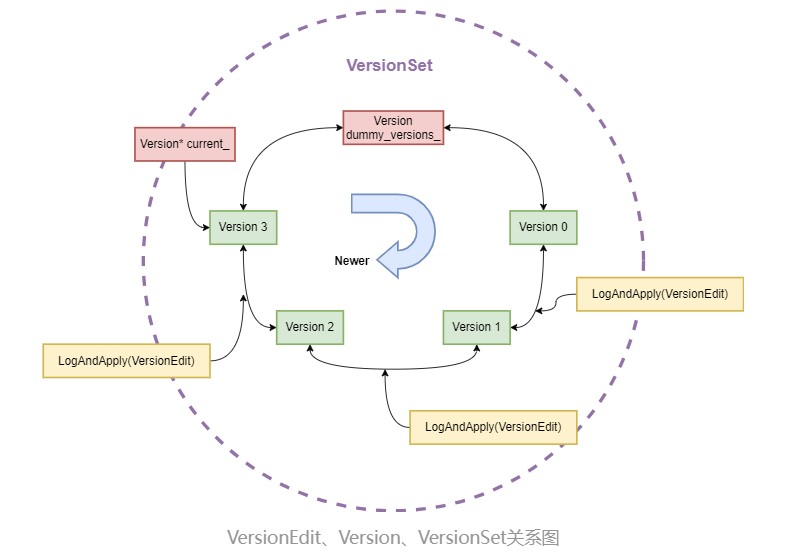 VersionSet
Version
dummy_versions_
Version* current_
Version 3
Version 0
Newer
LogAndApply(VersionEdit)
Version 2
Version 1
LogAndApply(VersionEdit)
LogAndApply(VersionEdit)
VersionEdit、Version、VersionSet关系图